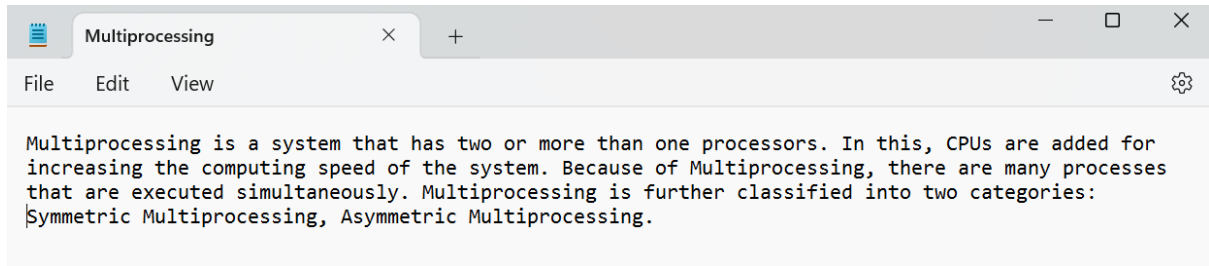 Multiprocessing
File Edit View
Multiprocessing is a system that has two or more than one processors. In this, CPUs are added for
increasing the computing speed of the system. Because of Multiprocessing, there are many processes
that are executed simultaneously. Multiprocessing is further classified into two categories:
Symmetric Multiprocessing, Asymmetric Multiprocessing.